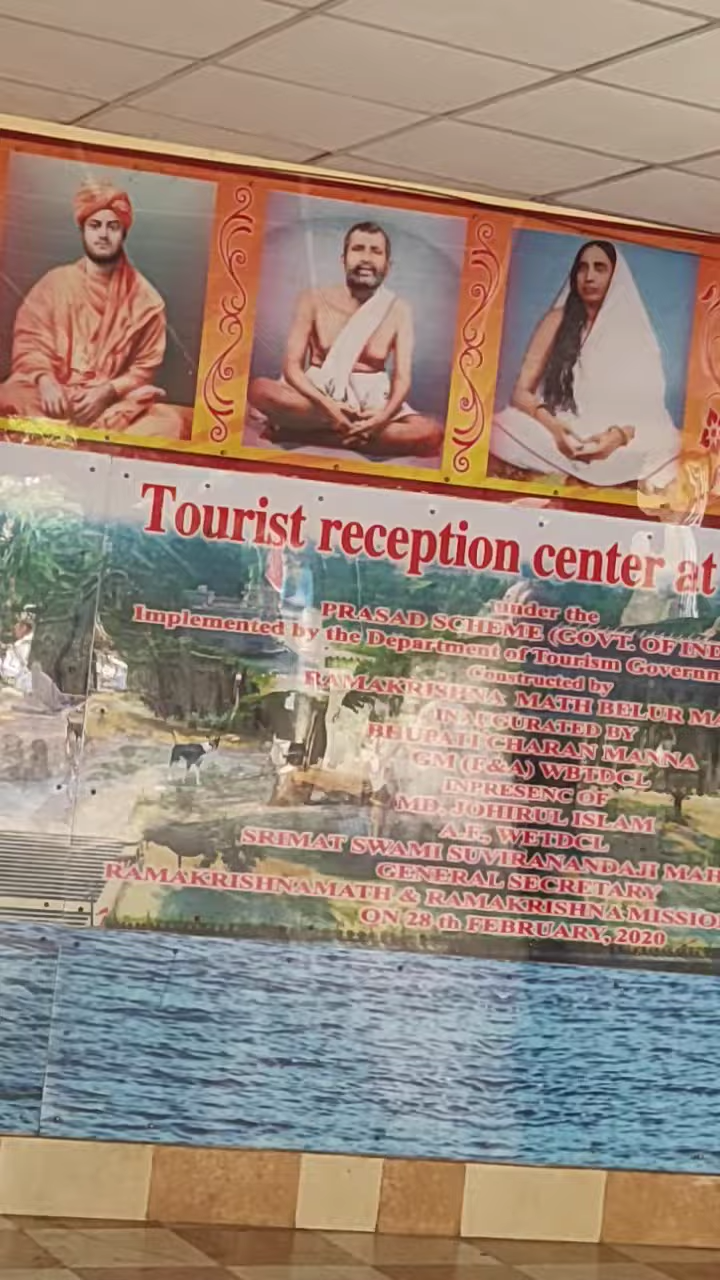 Tourist reception center at
under the
PRASAD SCHEME (GOVT. OF IND
Implemented by the Department of Tourism Governm
Constructed by
RAMAKRISHNA MATH BELUR MA
INAUGURATED BY
BHUPATI CHARAN MANNA
GM (F&A) WBTDCL
INPRESENC OF
MD. JOHIRUL ISLAM
A.E., WETDCL
SRIMAT SWAMI SUVIRANANDAJI MAH
GENERAL SECRETARY
RAMAKRISHNAMATH & RAMAKRISHNA MISSIO
ON 28 th FEBRUARY, 2020